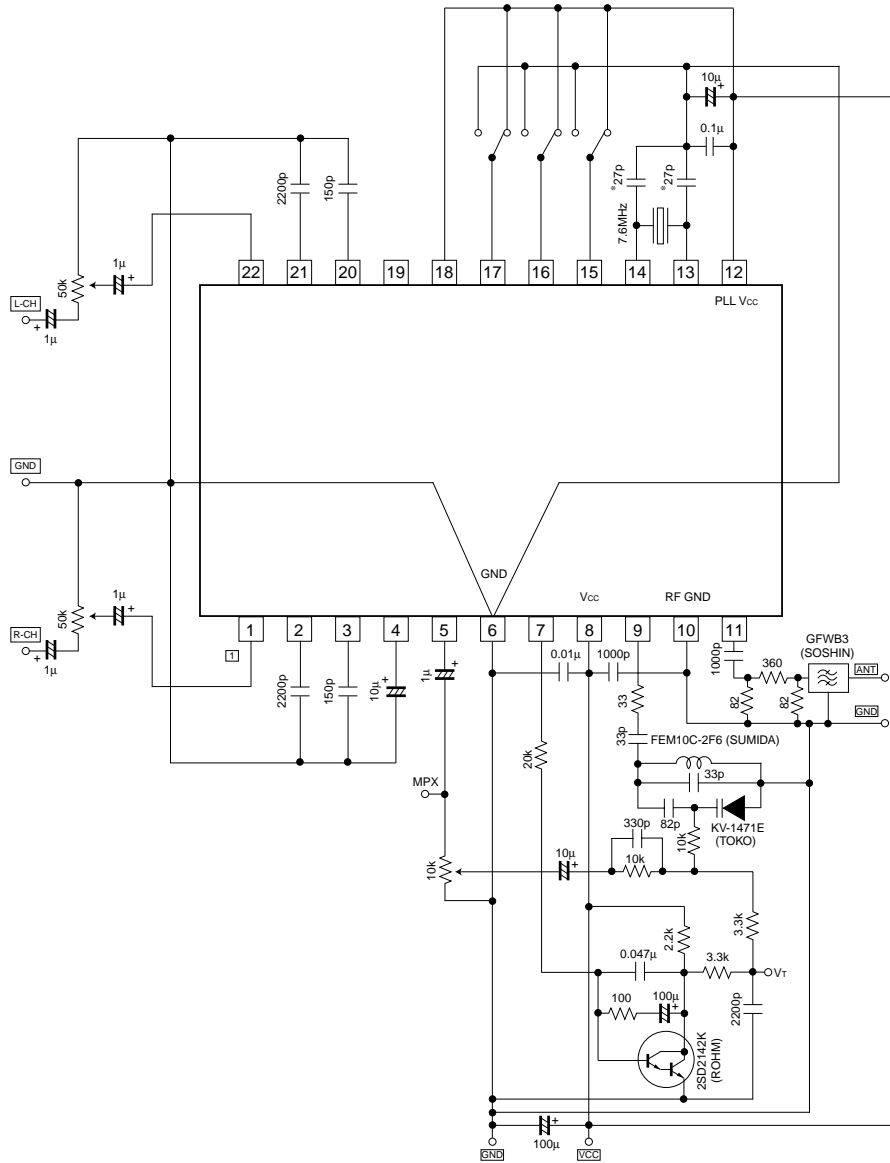 10µ
+
0.1µ
2200p
150p
*27p
*27p
7.6MHz
1µ
+
50k
L-CH
+
1µ
22
21
20
19
18
17
16
15
14
13
12
PLL VCC
GND
GND
VCC
RF GND
1µ
+
50k
R-CH
+
1µ
1
2
3
4
5
6
7
8
9
10
11
1
2200p
150p
10µ
+
1µ
+
0.01µ
1000p
1000p
360
82
82
GFWB3
(SOSHIN)
ANT
GND
33
33p
FEM10C-2F6 (SUMIDA)
33p
20k
MPX
82p
KV-1471E
(TOKO)
10k
330p
10k
10µ
+
10k
3.3k
2.2k
0.047µ
3.3k
VT
100
100µ
+
2200p
2SD2142K
(ROHM)
+
100µ
GND
VCC